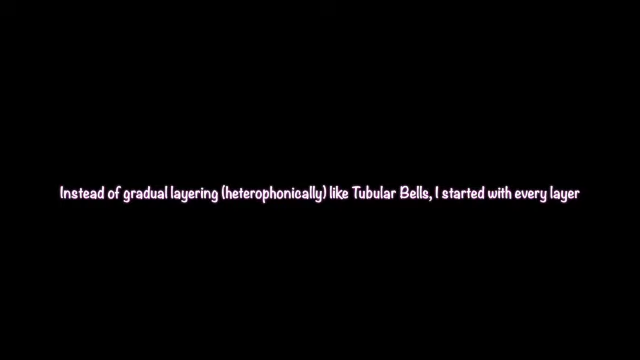 Instead of gradual layering (heterophonically) like Tubular Bells, I started with every layer